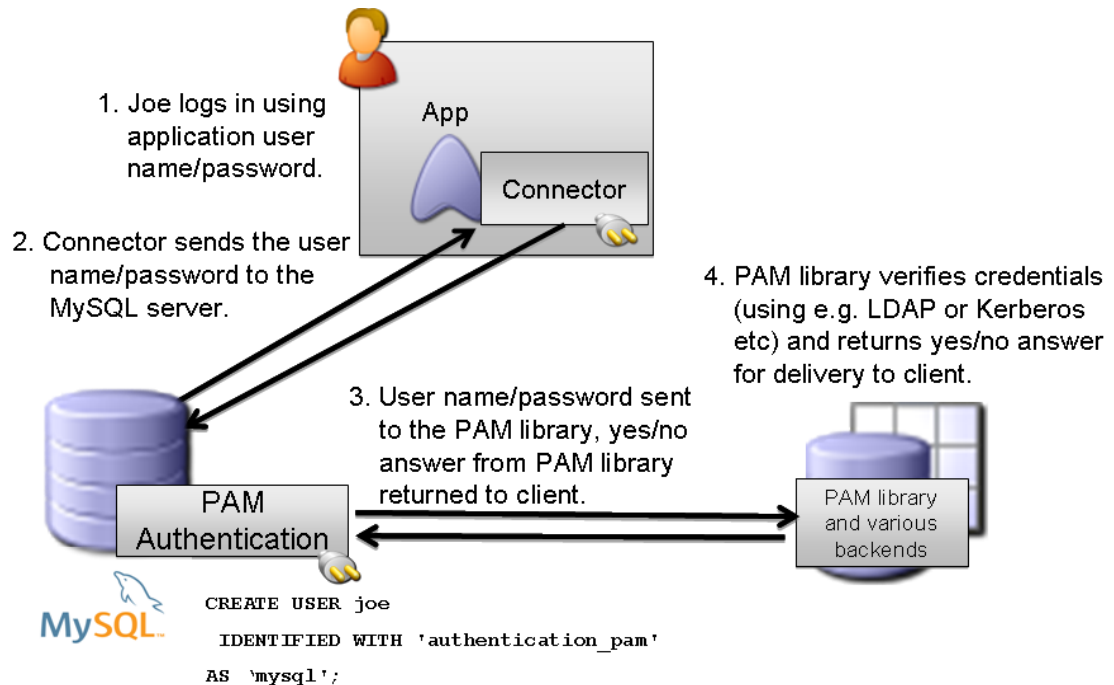 1. Joe logs in using
application user
name/password.
App
Connector
2. Connector sends the user
name/password to the
MySQL server.
4. PAM library verifies credentials
(using e.g. LDAP or Kerberos
etc) and returns yes/no answer
for delivery to client.
3. User name/password sent
to the PAM library, yes/no
answer from PAM library
returned to client.
PAM
Authentication
PAM library
and various
backends
MySQL
CREATE USER joe
IDENTIFIED WITH 'authentication_pam'
AS `mysql';